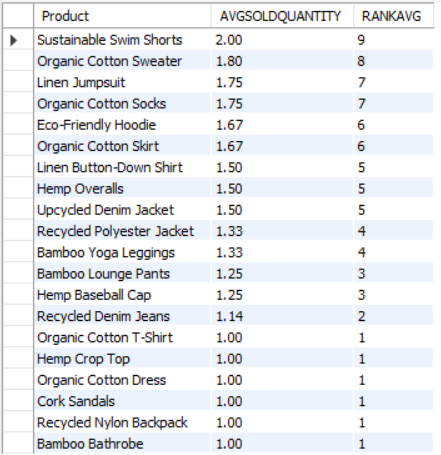 Product AVGSOLDQUANTITY RANKAVG
Sustainable Swim Shorts 2.00 9
Organic Cotton Sweater 1.80 8
Linen Jumpsuit 1.75 7
Organic Cotton Socks 1.75 7
Eco-Friendly Hoodie 1.67 6
Organic Cotton Skirt 1.67 6
Linen Button-Down Shirt 1.50 5
Hemp Overalls 1.50 5
Upcycled Denim Jacket 1.50 5
Recycled Polyester Jacket 1.33 4
Bamboo Yoga Leggings 1.33 4
Bamboo Lounge Pants 1.25 3
Hemp Baseball Cap 1.25 3
Recycled Denim Jeans 1.14 2
Organic Cotton T-Shirt 1.00 1
Hemp Crop Top 1.00 1
Organic Cotton Dress 1.00 1
Cork Sandals 1.00 1
Recycled Nylon Backpack 1.00 1
Bamboo Bathrobe 1.00 1